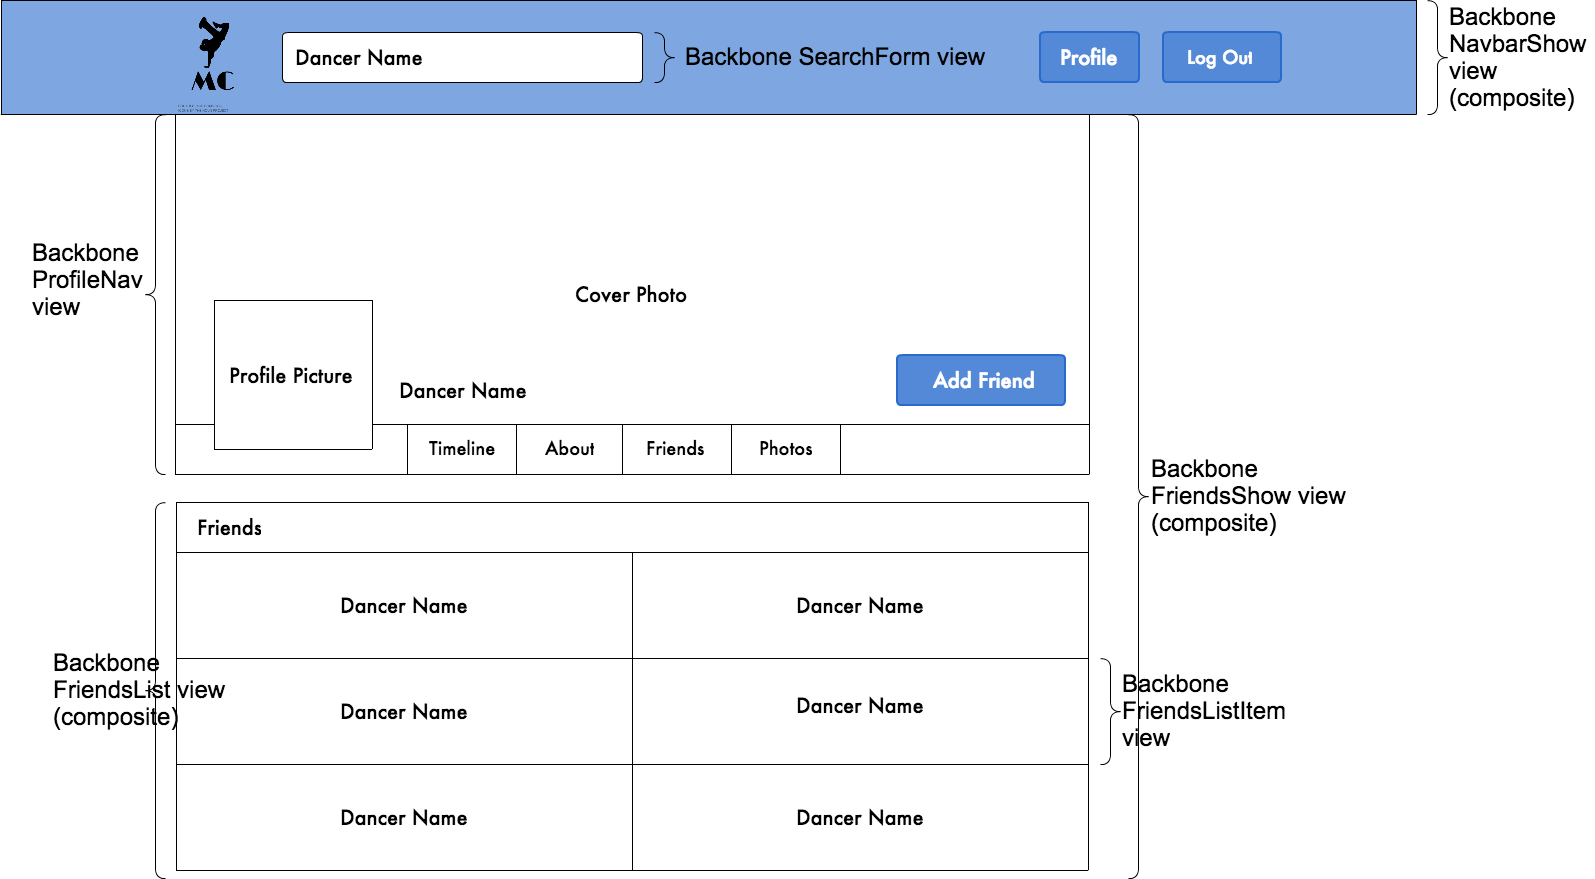 Backbone
NavbarShow
view
(composite)
MC
Dancer Name
Backbone SearchForm view
Profile
Log Out
Backbone
ProfileNav
view
Cover Photo
Profile Picture
Dancer Name
Add Friend
Timeline
About
Friends
Photos
Backbone
FriendsShow view
(composite)
Friends
Dancer Name
Dancer Name
Backbone
FriendsList view
(composite)
Dancer Name
Dancer Name
Backbone
FriendsListItem
view
Dancer Name
Dancer Name